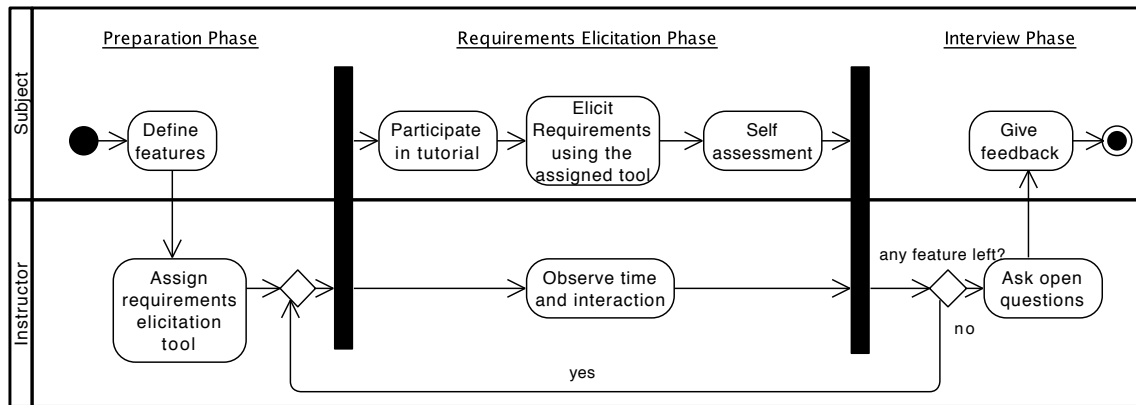 Preparation Phase
Requirements Elicitation Phase
Interview Phase
Subject
Define
features
Participate
in tutorial
Elicit
Requirements
using the
assigned tool
Self
assessment
Give
feedback
Instructor
Assign
requirements
elicitation
tool
Observe time
and interaction
any feature left?
Ask open
questions
no
yes